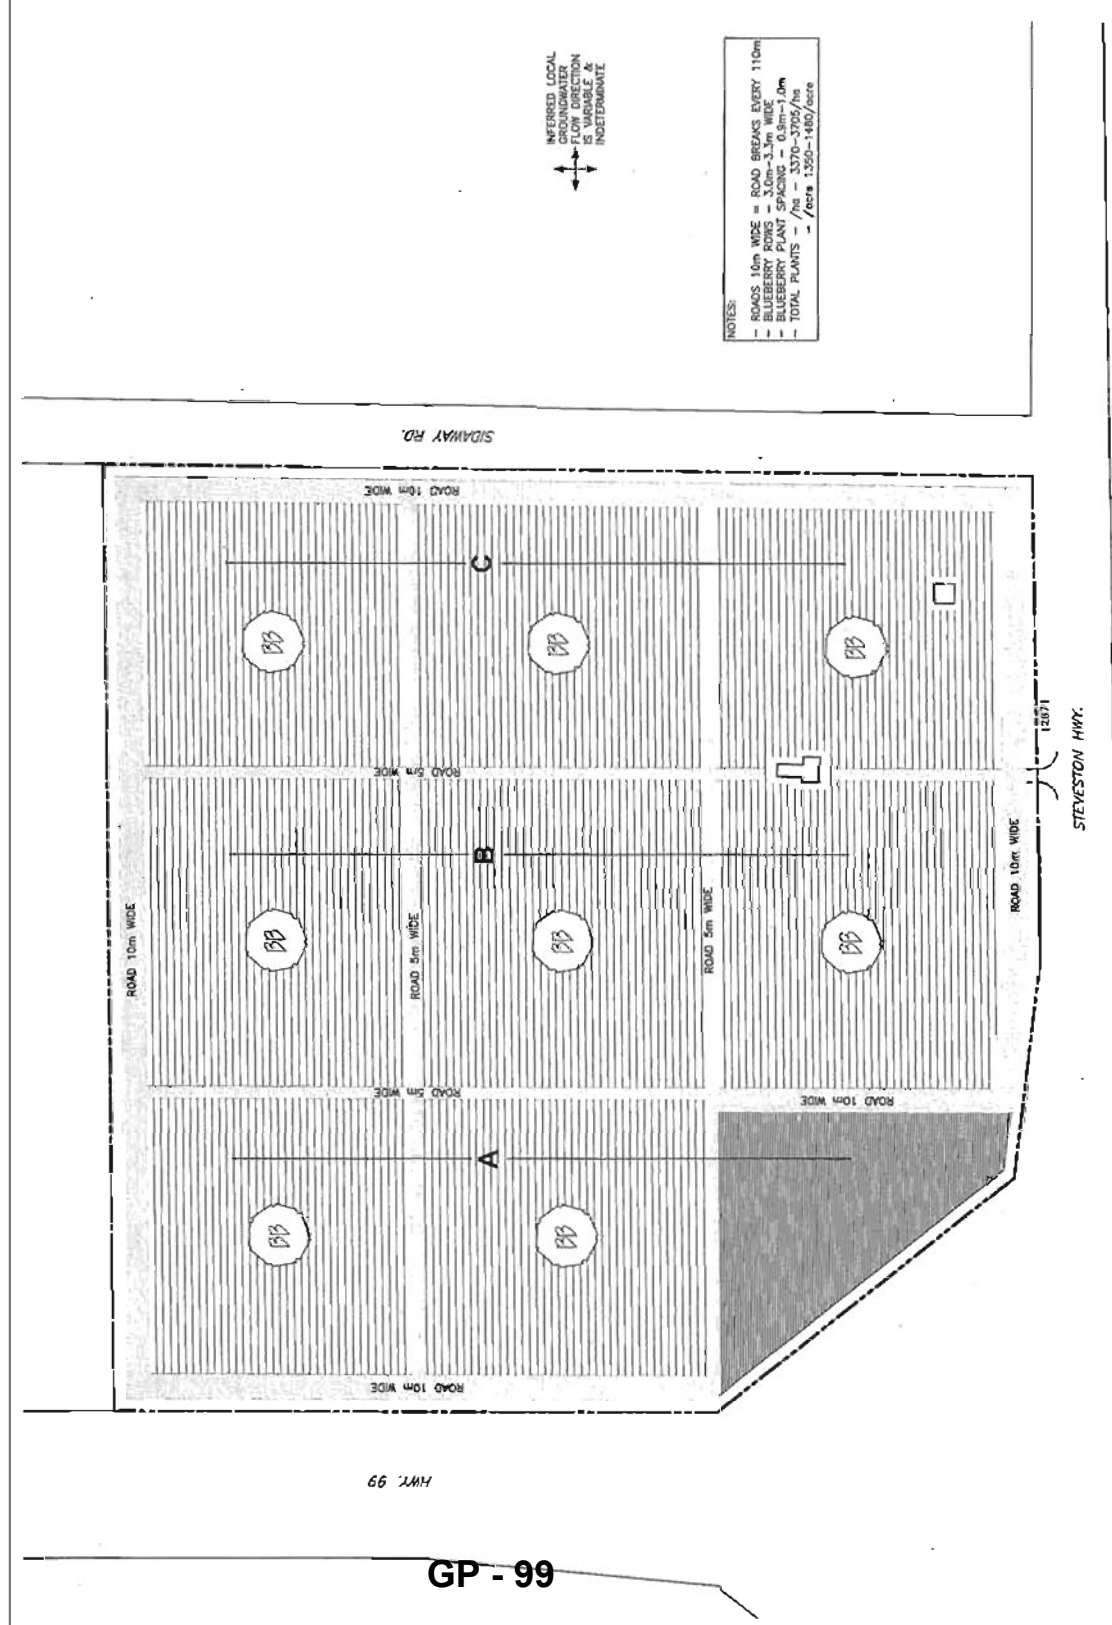 INFERRED LOCAL
GROUNDWATER
FLOW DIRECTION
IS VARIABLE &
INDETERMINATE
NOTES:
- ROADS 10m WIDE = ROAD BREAKS EVERY 110m
- BLUEBERRY ROWS - 3.0m-3.3m WIDE
- BLUEBERRY PLANT SPACING - 0.9m-1.0m
- TOTAL PLANTS - /ha - 3370-3705/ha
- /acre 1350-1480/acre
SIDAWAY RD.
ROAD 10m WIDE
C
BB
BB
BB
ROAD 5m WIDE
12871
STEVESTON HWY.
B
ROAD 10m WIDE
ROAD 10m WIDE
ROAD 5m WIDE
ROAD 5m WIDE
BB
BB
BB
ROAD 5m WIDE
ROAD 10m WIDE
A
BB
BB
ROAD 10m WIDE
HWY. 99
GP - 99